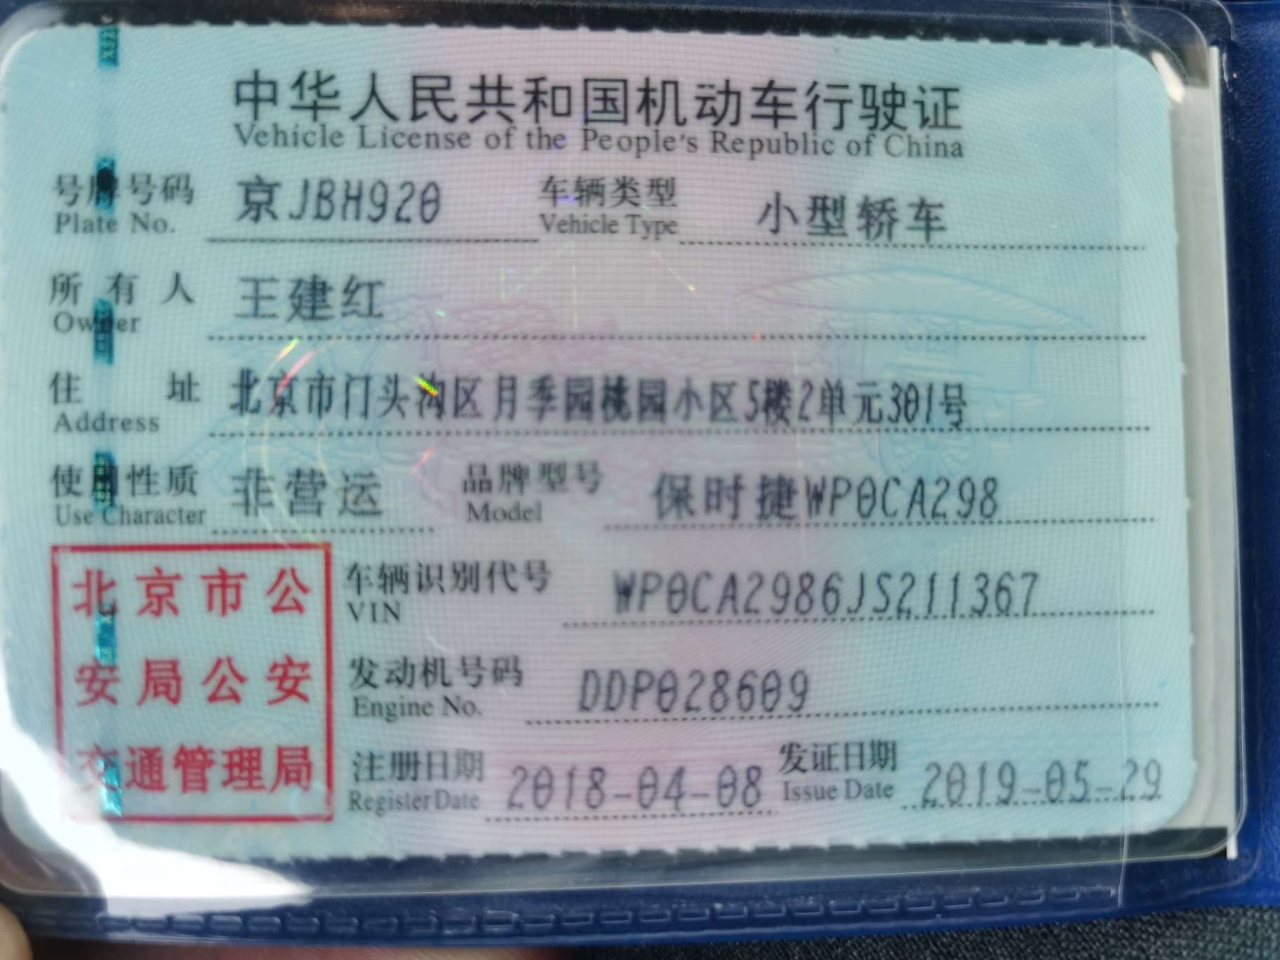 中华人民共和国机动车行驶证
Vehicle License of the People's Republic of China
号牌号码 京JBH920 车辆类型 小型轿车
Plate No. Vehicle Type
所有人 王建红
Owner
住址 北京市门头沟区月季园桃园小区5楼2单元301号
Address
使用性质 非营运 品牌型号 保时捷WP0CA298
Use Character Model
北京市公
安局公安
交通管理局
车辆识别代号 WP0CA2986JS211367
VIN
发动机号码 DDP028609
Engine No.
注册日期 2018-04-08 发证日期 2019-05-29
Register Date Issue Date